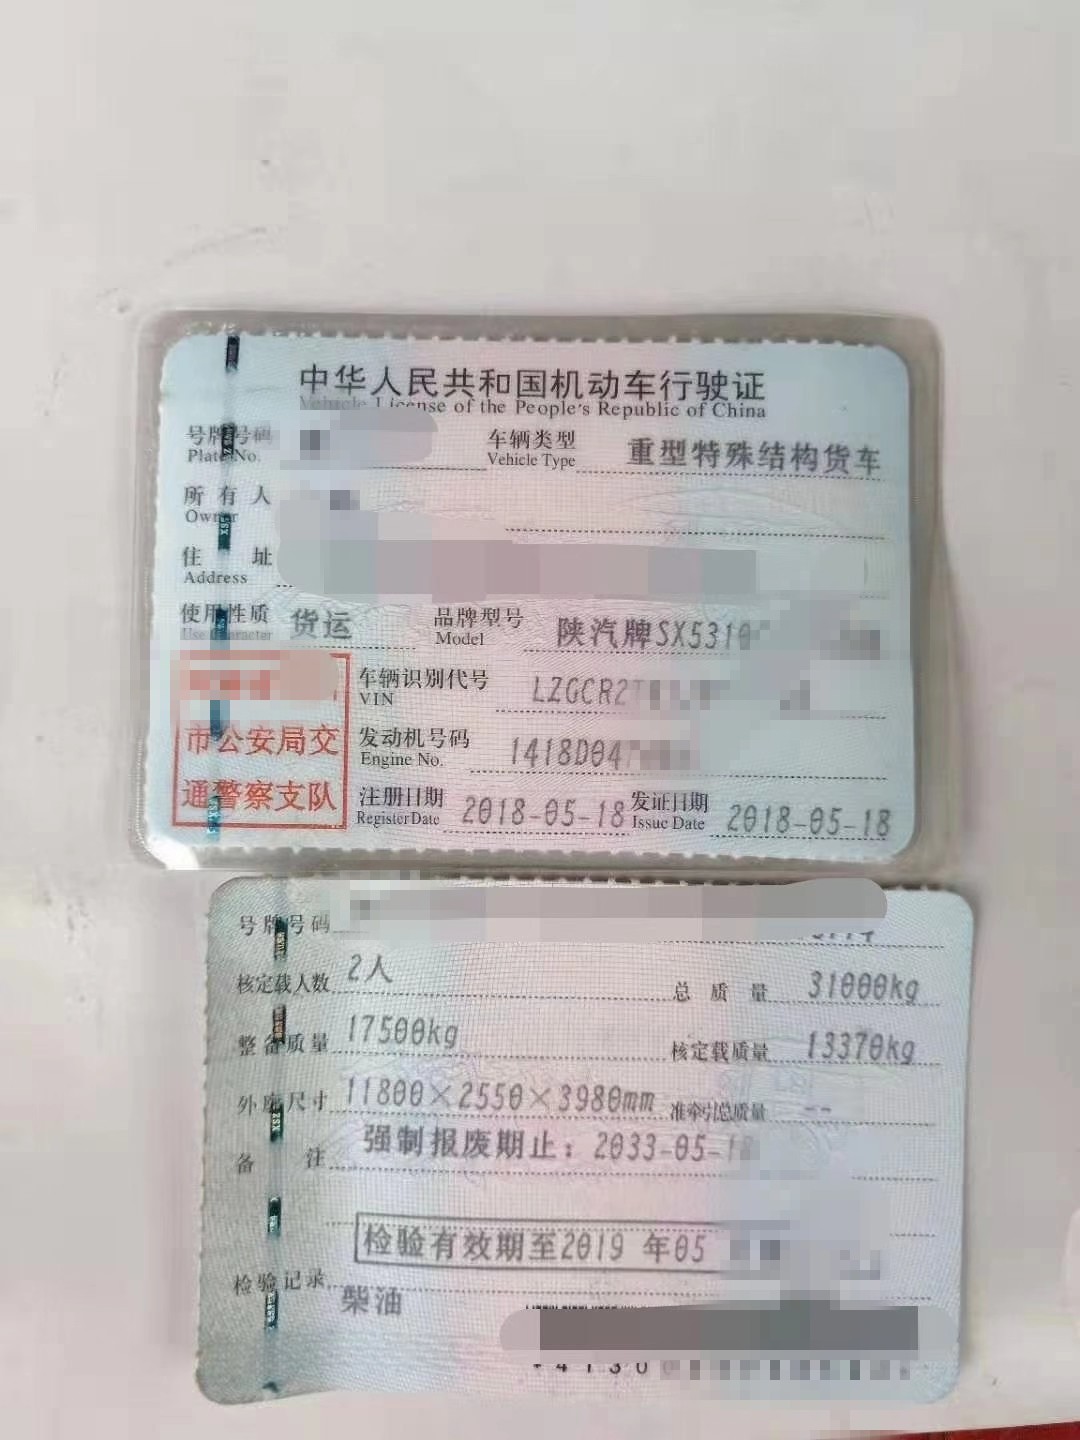 中华人民共和国机动车行驶证
Vehicle License of the People's Republic of China
号牌号码 车辆类型 重型特殊结构货车
Plate No. Vehicle Type
所有人
Owner
住址
Address
使用性质 货运 品牌型号 陕汽牌SX5310
Use Character Model
车辆识别代号 LZGCR2
VIN
市公安局交 发动机号码 1418D04
Engine No.
通警察支队 注册日期 2018-05-18 发证日期 2018-05-18
Register Date Issue Date
号牌号码
核定载人数 2人 总质量 31000kg
整备质量 17500kg 核定载质量 13370kg
外廓尺寸 11800×2550×3980mm 准牵引总质量 --
备注 强制报废期止：2033-05-18
检验有效期至2019 年05
检验记录
柴油